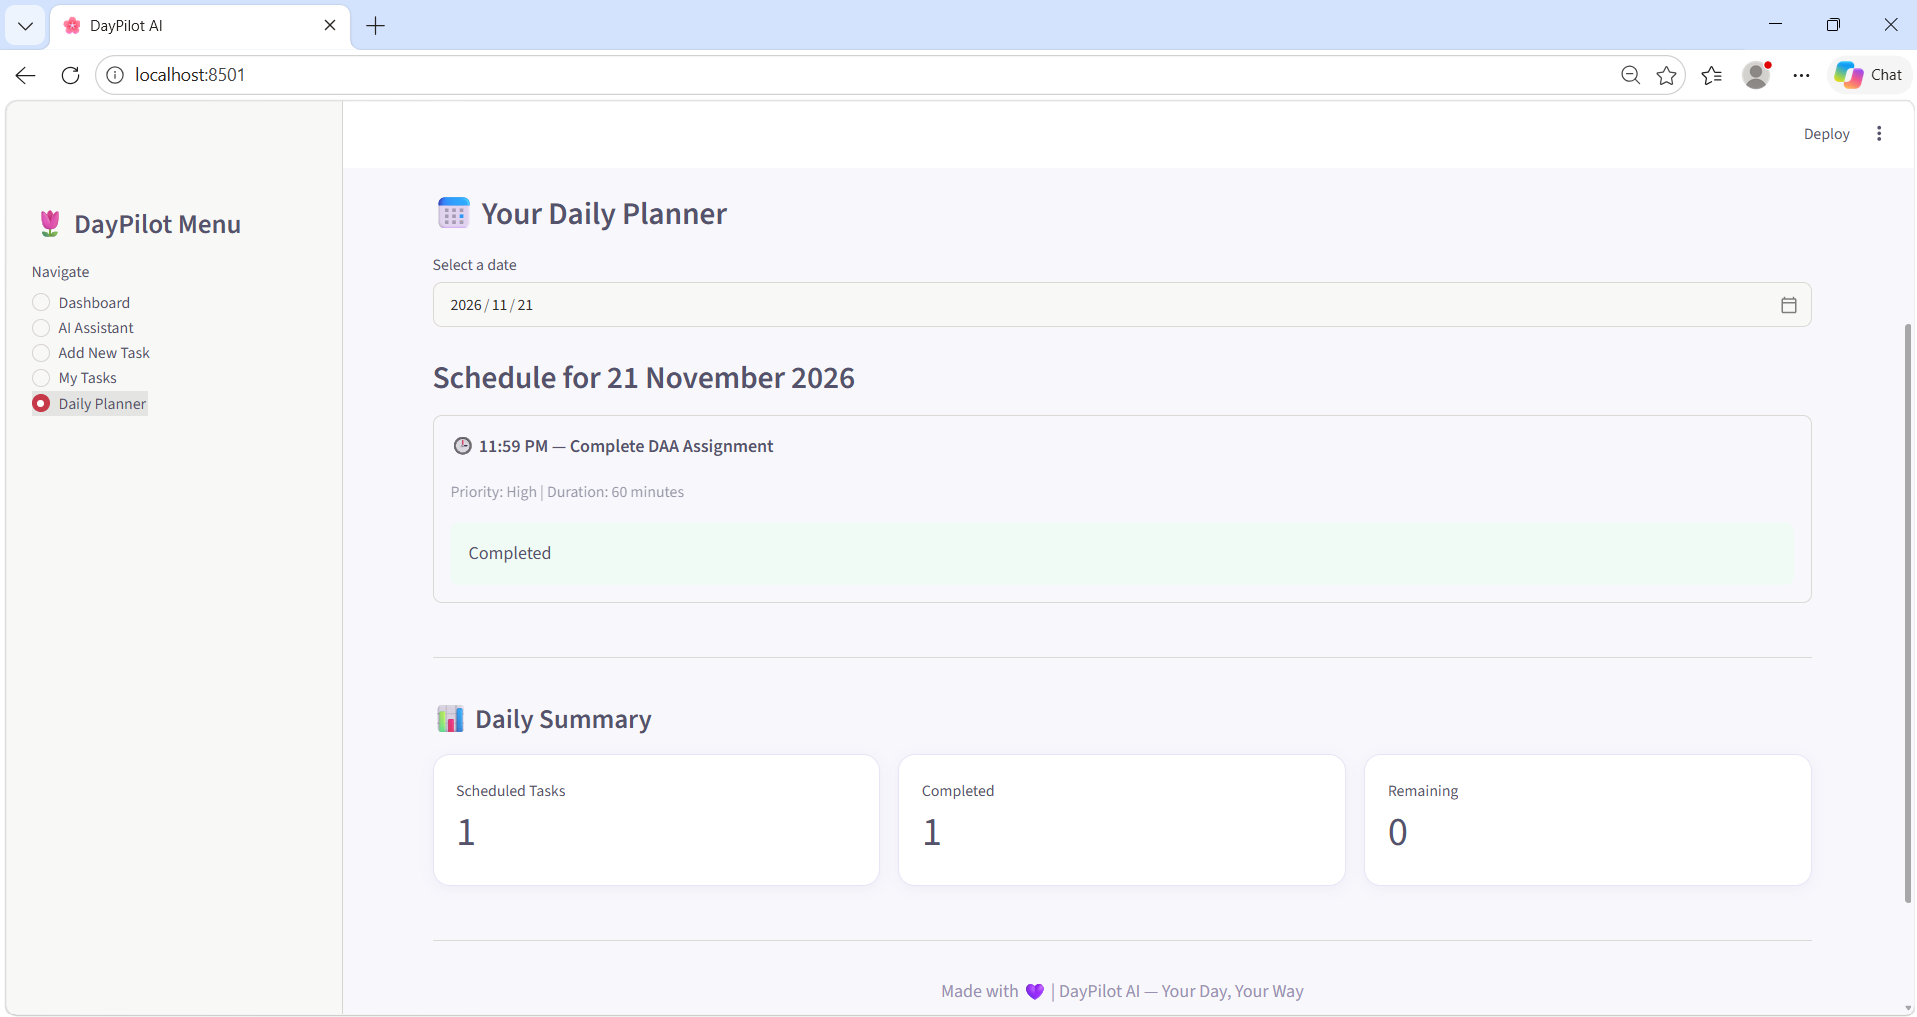 DayPilot AI
localhost:8501
Chat
Deploy
DayPilot Menu
Navigate
Dashboard
AI Assistant
Add New Task
My Tasks
Daily Planner
Your Daily Planner
Select a date
2026/11/21
Schedule for 21 November 2026
11:59 PM — Complete DAA Assignment
Priority: High | Duration: 60 minutes
Completed
Daily Summary
Scheduled Tasks
1
Completed
1
Remaining
0
Made with 💜 | DayPilot AI — Your Day, Your Way